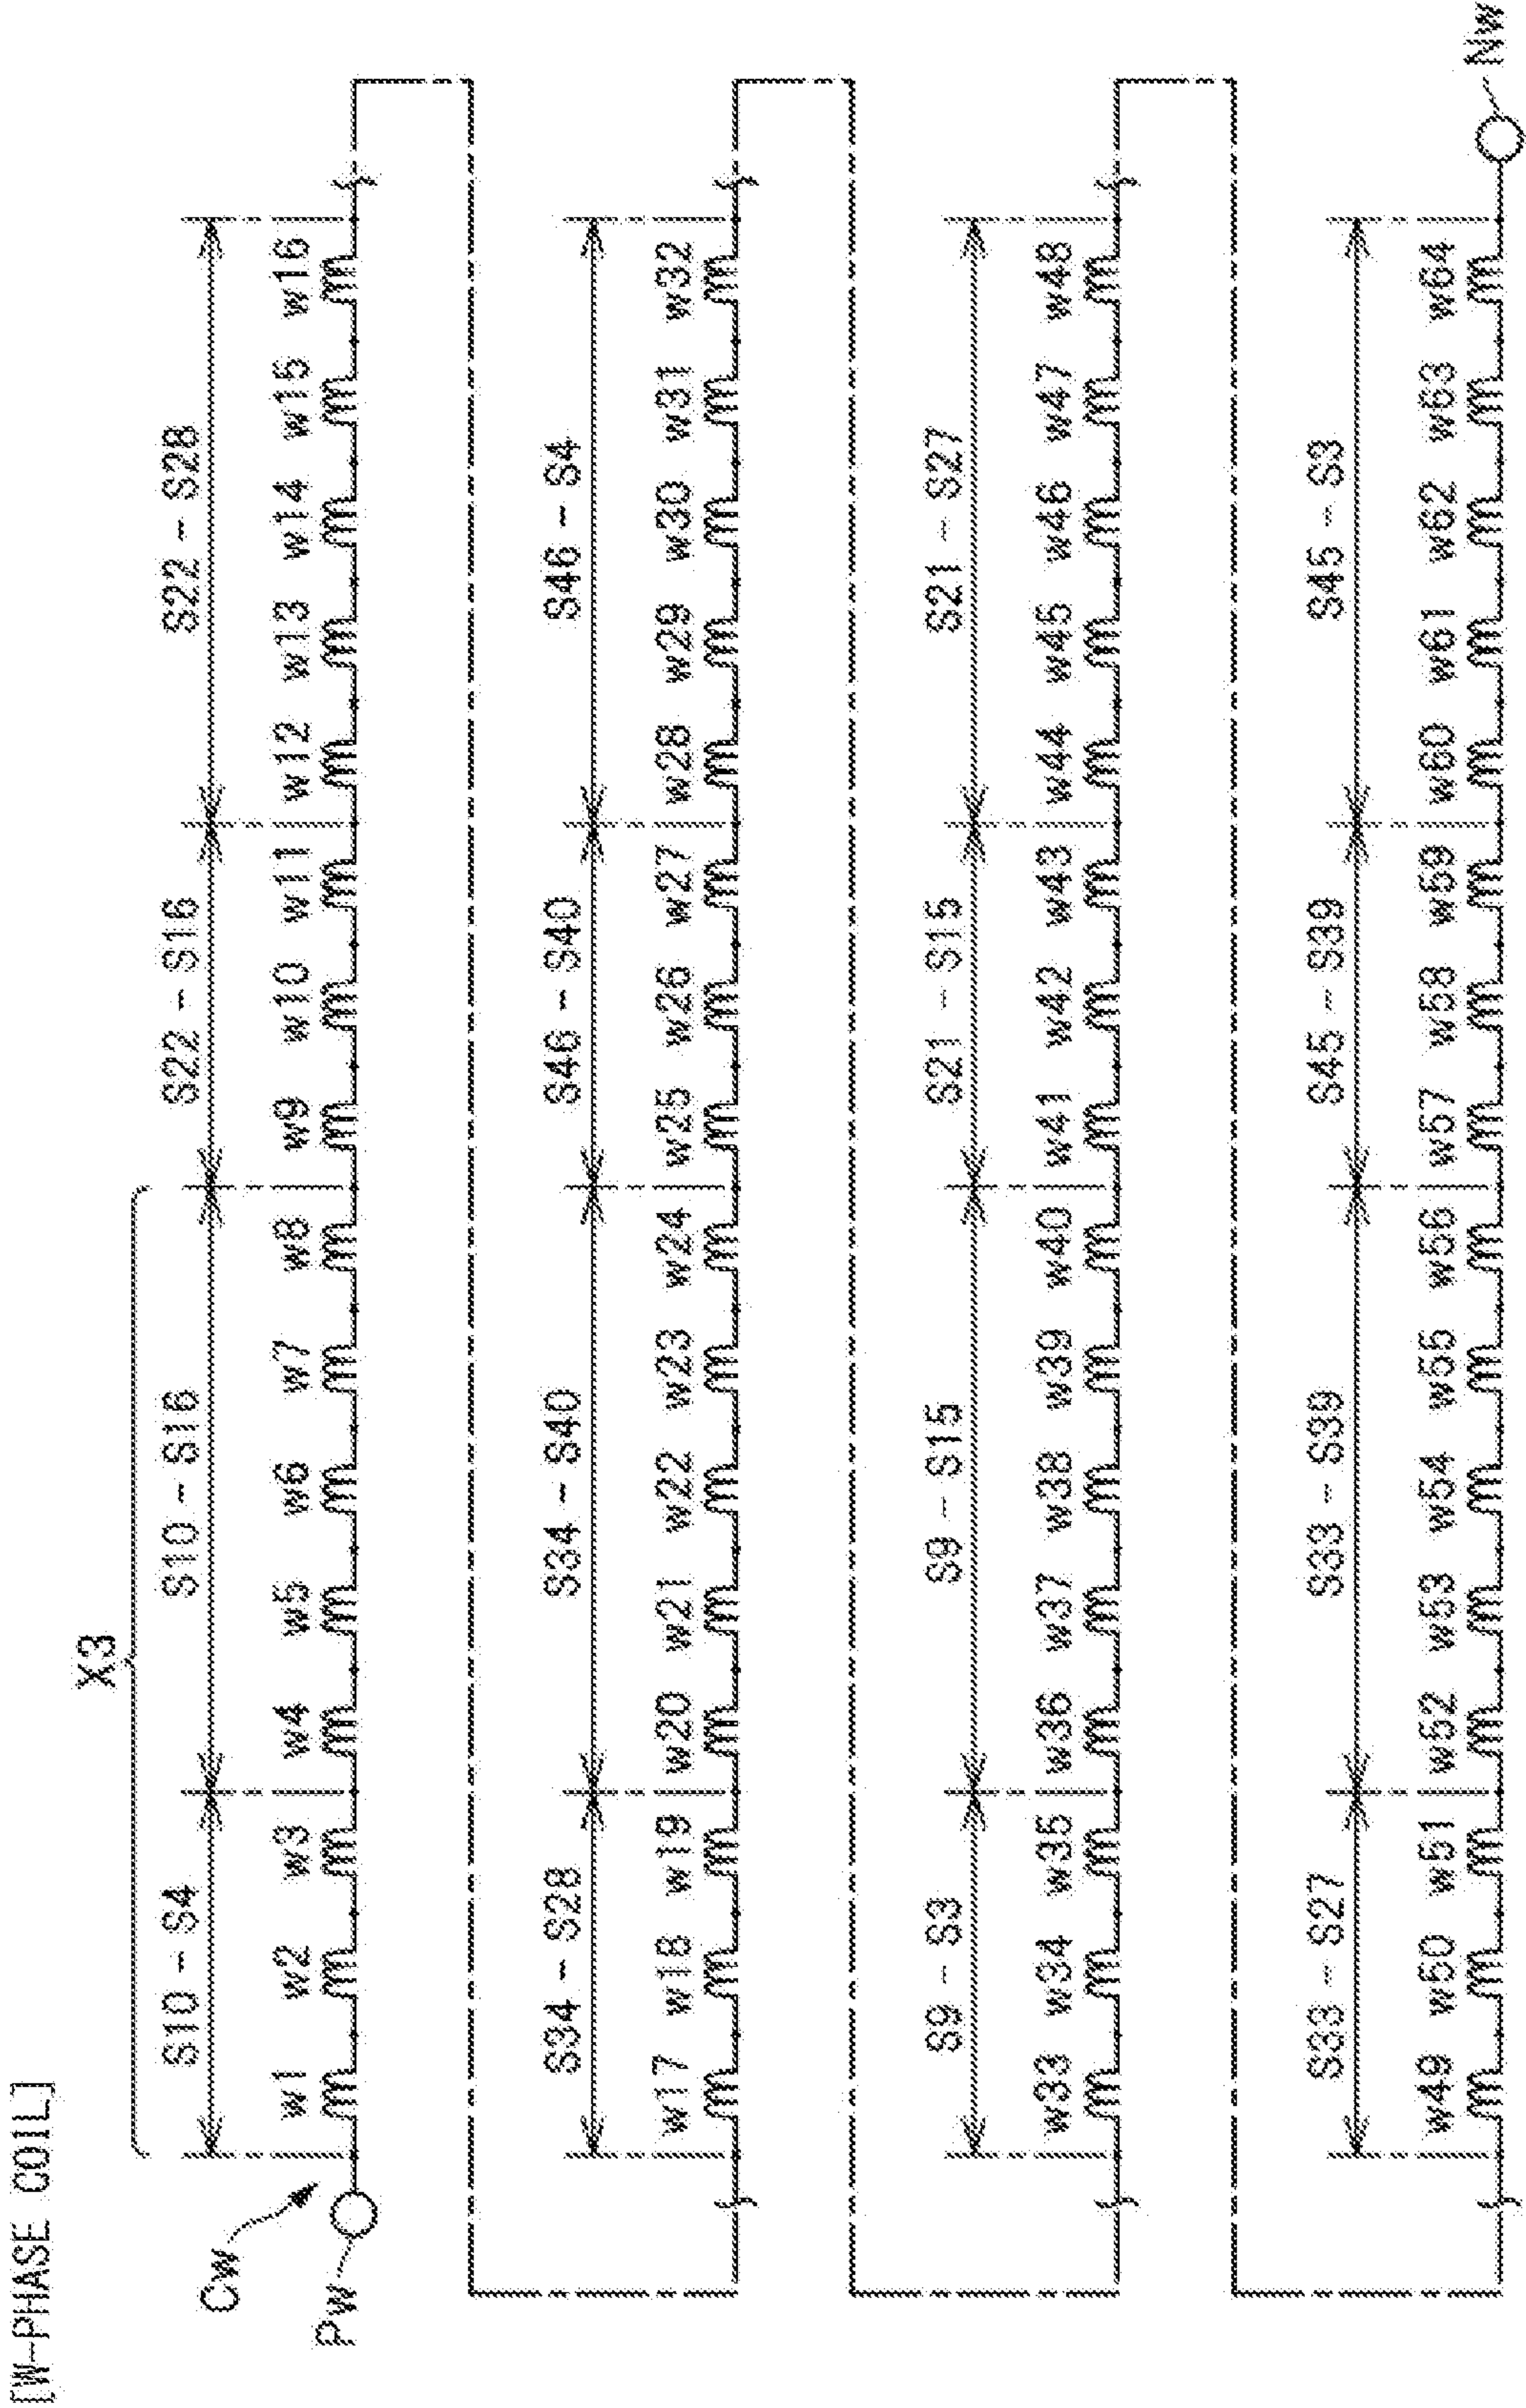 [W-PHASE COIL]
X3
Cw
Pw
S10 - S4
S10 - S16
S22 - S16
S22 - S28
w1 w2 w3 w4 w5 w6 w7 w8 w9 w10 w11 w12 w13 w14 w15 w16
S34 - S28
S34 - S40
S46 - S40
S46 - S4
w17 w18 w19 w20 w21 w22 w23 w24 w25 w26 w27 w28 w29 w30 w31 w32
S9 - S3
S9 - S15
S21 - S15
S21 - S27
w33 w34 w35 w36 w37 w38 w39 w40 w41 w42 w43 w44 w45 w46 w47 w48
S33 - S27
S33 - S39
S45 - S39
S45 - S3
w49 w50 w51 w52 w53 w54 w55 w56 w57 w58 w59 w60 w61 w62 w63 w64
Nw